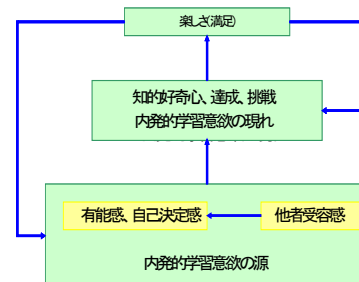 楽しさ(満足)
知的好奇心、達成、挑戦
内発的学習意欲の現れ
有能感、自己決定感
他者受容感
内発的学習意欲の源